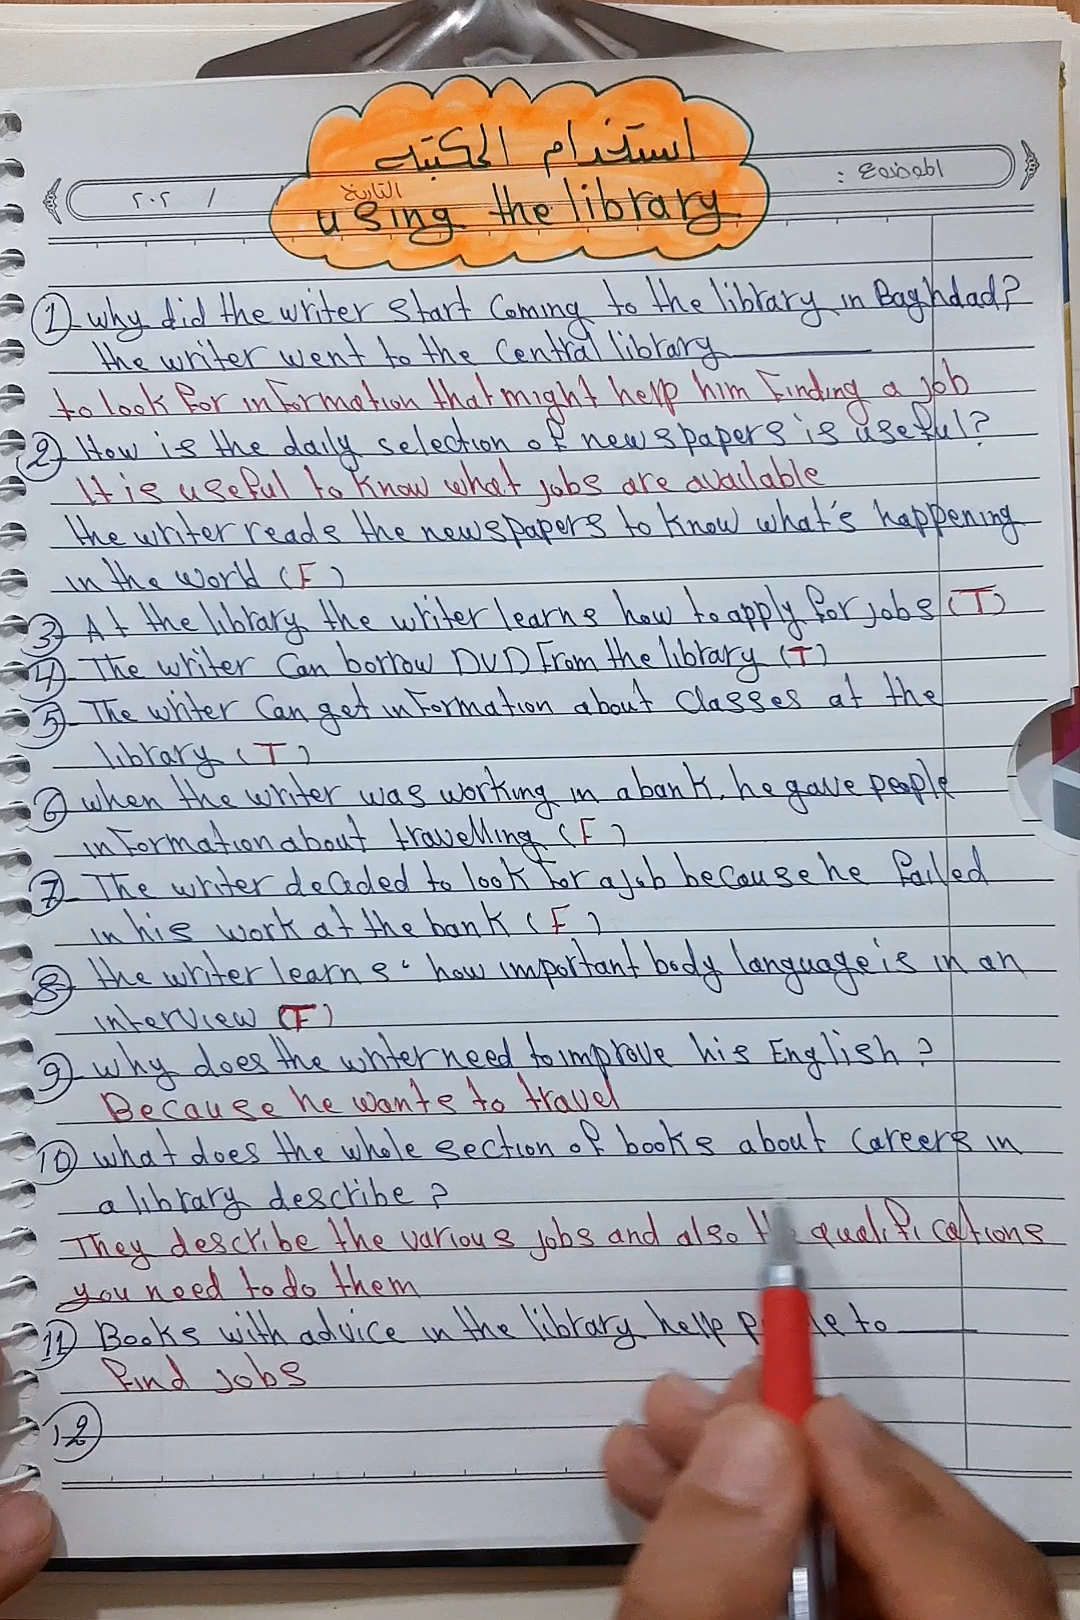 استخدام المكتبه
الموضوع :
التاريخ
/ ٢٠٢
using the library
1 why did the writer start coming to the library in Baghdad?
the writer went to the central library
to look for information that might help him finding a job
2 How is the daily selection of newspapers is useful?
It is useful to know what jobs are available
the writer reads the newspapers to know what's happening
in the world (F)
3 At the library the writer learns how to apply for jobs (T)
4 The writer can borrow DVD from the library (T)
5 The writer can get information about classes at the
library (T)
6 when the writer was working in a bank, he gave people
information about travelling (F)
7 The writer decided to look for a job because he failed
in his work at the bank (F)
8 the writer learns how important body language is in an
interview
9 why does the writer need to improve his English?
Because he wants to travel
10 what does the whole section of books about careers in
a library describe?
They describe the various jobs and also qualifications
you need to do them
11 Books with advice in the library help to
find jobs
12